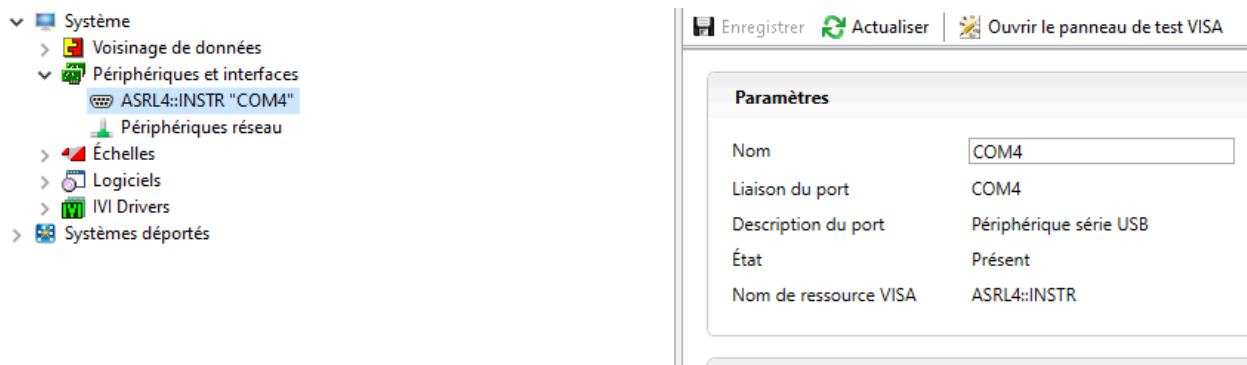 Système
Voisinage de données
Périphériques et interfaces
ASRL4::INSTR "COM4"
Périphériques réseau
Échelles
Logiciels
IVI Drivers
Systèmes déportés
Enregistrer Actualiser Ouvrir le panneau de test VISA
Paramètres
Nom COM4
Liaison du port COM4
Description du port Périphérique série USB
État Présent
Nom de ressource VISA ASRL4::INSTR